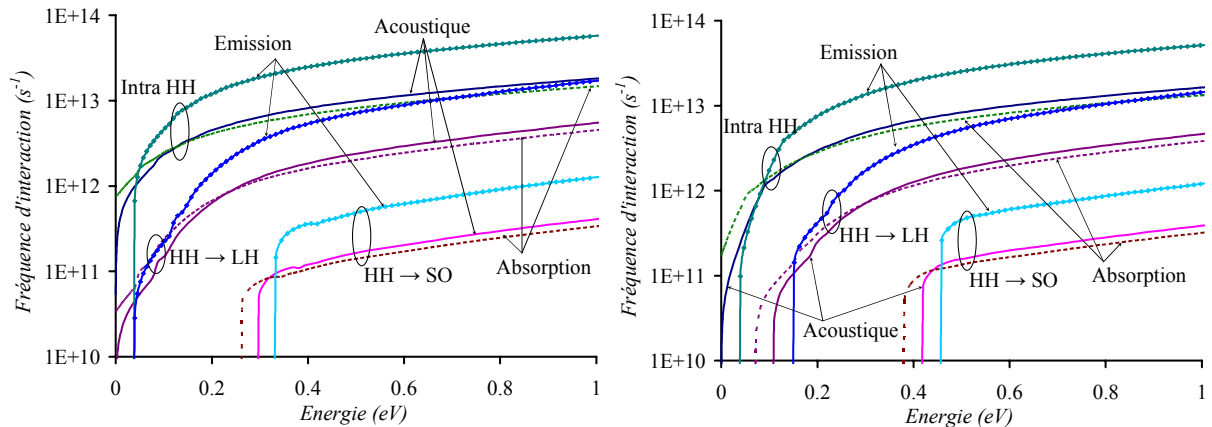 1E+14
1E+13
1E+12
1E+11
1E+10
Fréquence d'interaction (s⁻¹)
Emission
Acoustique
Intra HH
HH → LH
HH → SO
Absorption
0
0.2
0.4
0.6
0.8
1
Energie (eV)
1E+14
1E+13
1E+12
1E+11
1E+10
Fréquence d'interaction (s⁻¹)
Emission
Intra HH
HH → LH
HH → SO
Absorption
Acoustique
0
0.2
0.4
0.6
0.8
1
Energie (eV)